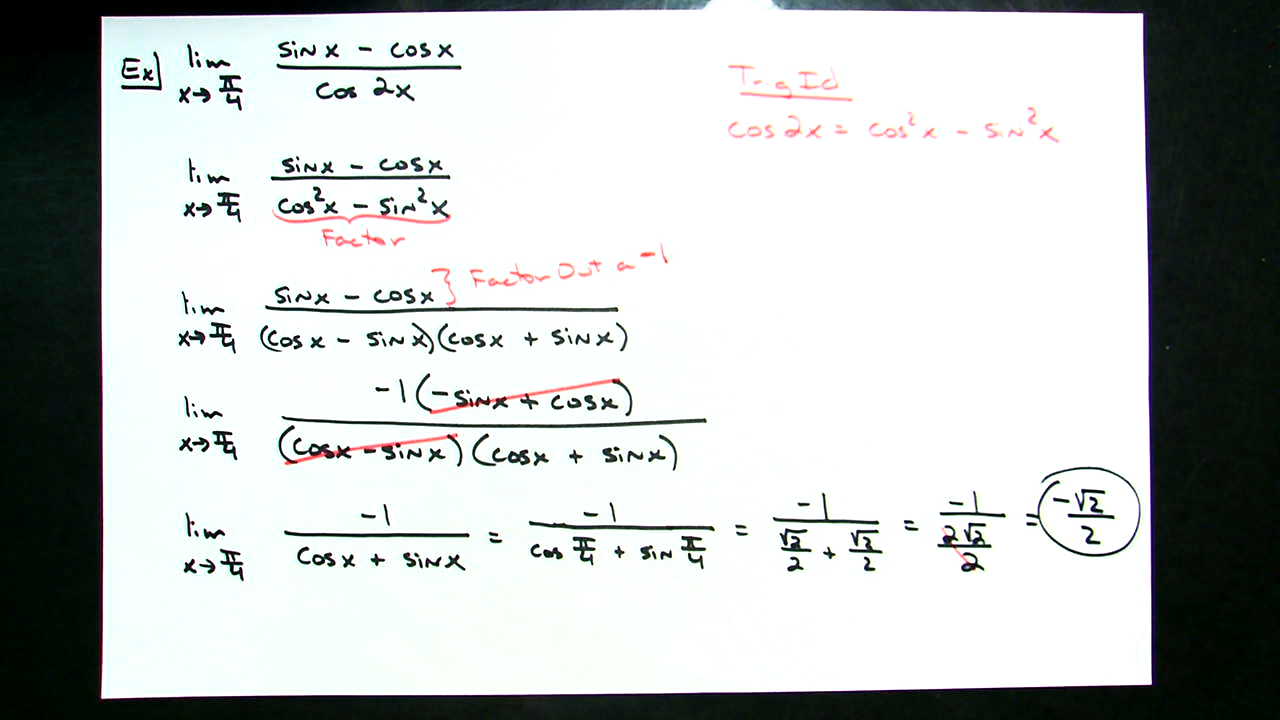 Ex] lim x→π/4 (sin x - cos x)/(cos 2x)
Trig Id
cos 2x = cos²x - sin²x
lim x→π/4 (sin x - cos x)/(cos²x - sin²x)
Factor
lim x→π/4 (sin x - cos x)/((cos x - sin x)(cos x + sin x)) } Factor Out a -1
lim x→π/4 -1(-sin x + cos x)/((cos x - sin x)(cos x + sin x))
lim x→π/4 -1/(cos x + sin x) = -1/(cos π/4 + sin π/4) = -1/(√2/2 + √2/2) = -1/(2√2/2) = -√2/2